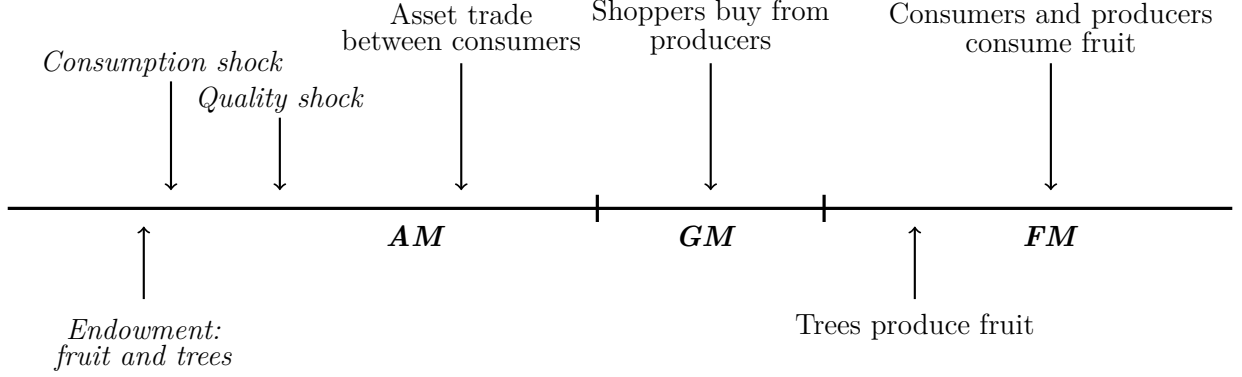 Asset trade
between consumers
Shoppers buy from
producers
Consumers and producers
consume fruit
Consumption shock
Quality shock
AM
GM
FM
Endowment:
fruit and trees
Trees produce fruit